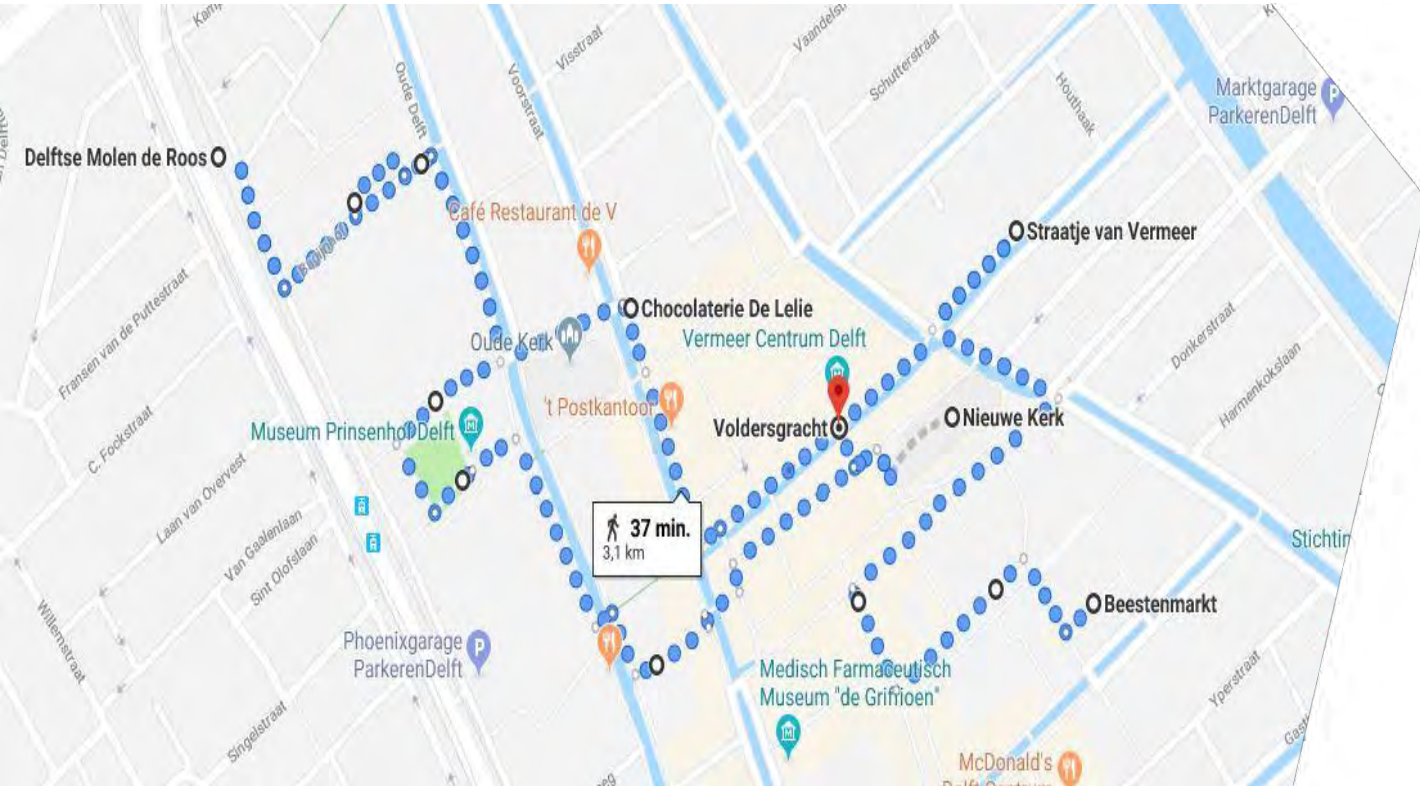 Oude Delft
Voorstraat
Visstraat
Schutterstraat
Houthaak
Marktgarage
ParkerenDelft
Delftse Molen de Roos
Café Restaurant de V
Straatje van Vermeer
Chocolaterie De Lelie
Oude Kerk
Vermeer Centrum Delft
Fransen van de Puttestraat
Donkerstraat
Harmenkokslaan
't Postkantoor
Museum Prinsenhof Delft
Voldersgracht
Nieuwe Kerk
C. Fockstraat
Laan van Overvest
Van Gaalenlaan
Sint Olofslaan
37 min.
3,1 km
Stichtin
Willemstraat
Beestenmarkt
Phoenixgarage
ParkerenDelft
Medisch Farmaceutisch
Museum "de Griffioen"
Yperstraat
Singelstraat
McDonald's